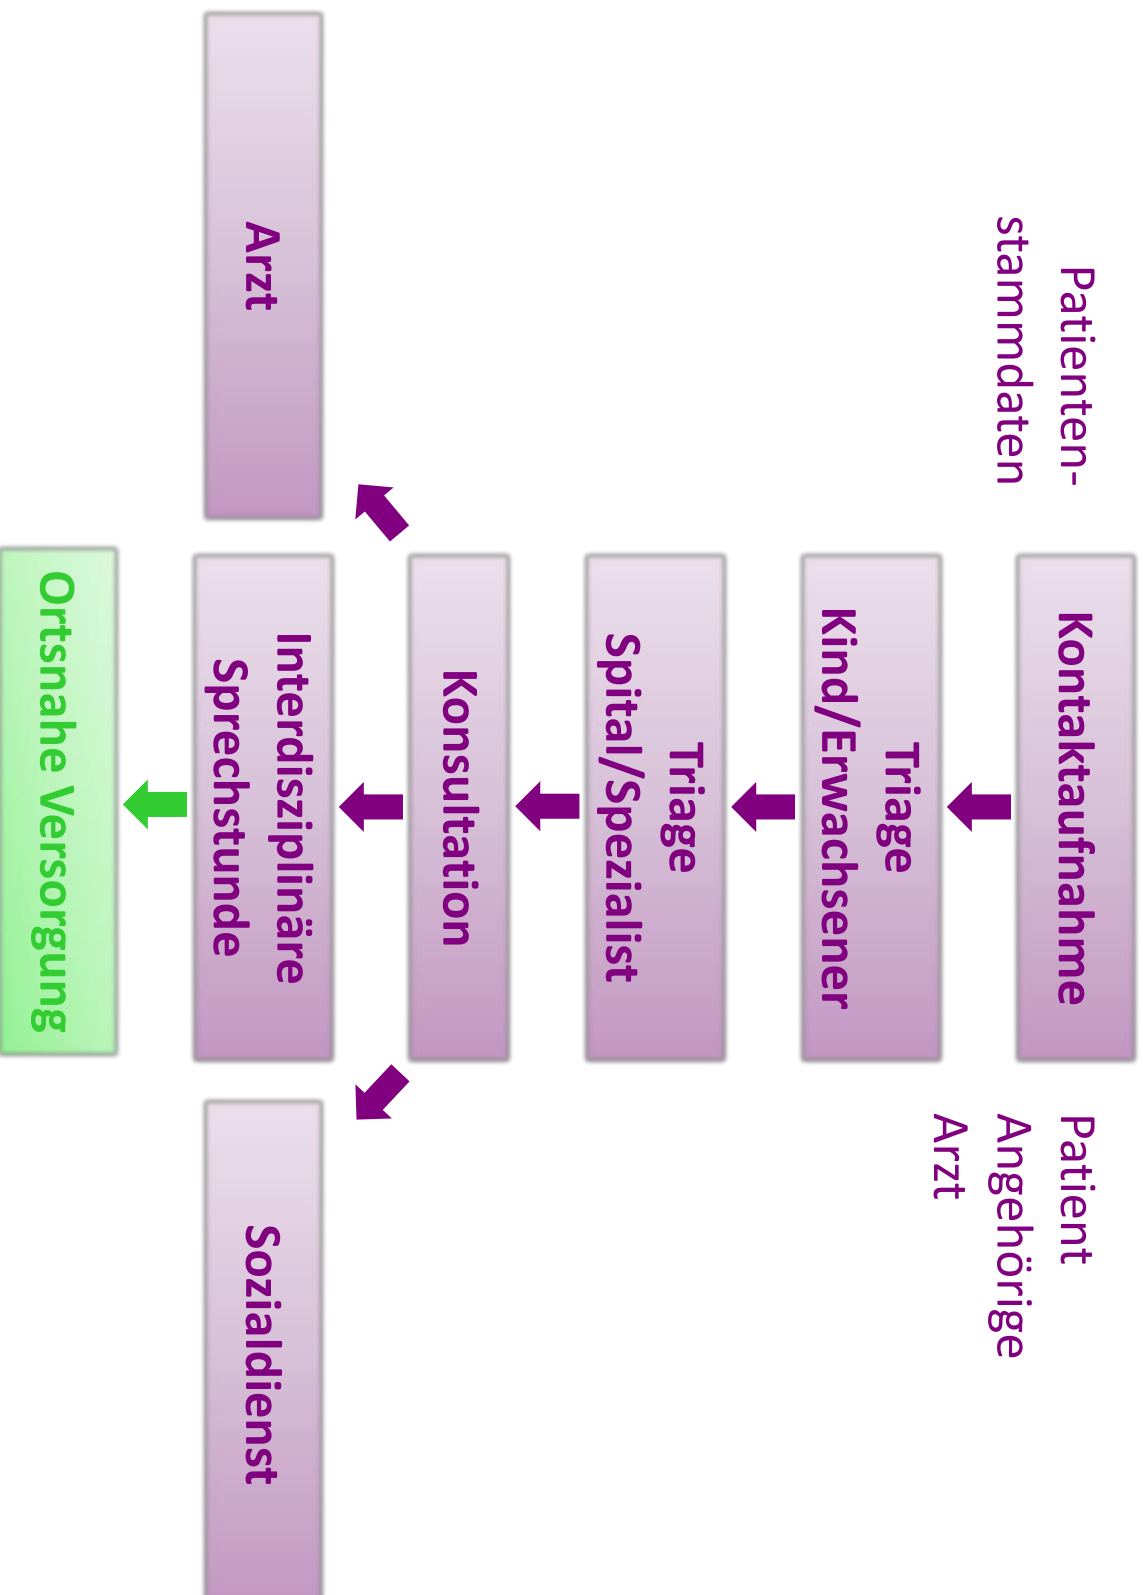 Patienten-
stammdaten
Kontaktaufnahme
Patient
Angehörige
Arzt
Triage
Kind/Erwachsener
Triage
Spital/Spezialist
Konsultation
Arzt
Interdisziplinäre
Sprechstunde
Sozialdienst
Ortsnahe Versorgung